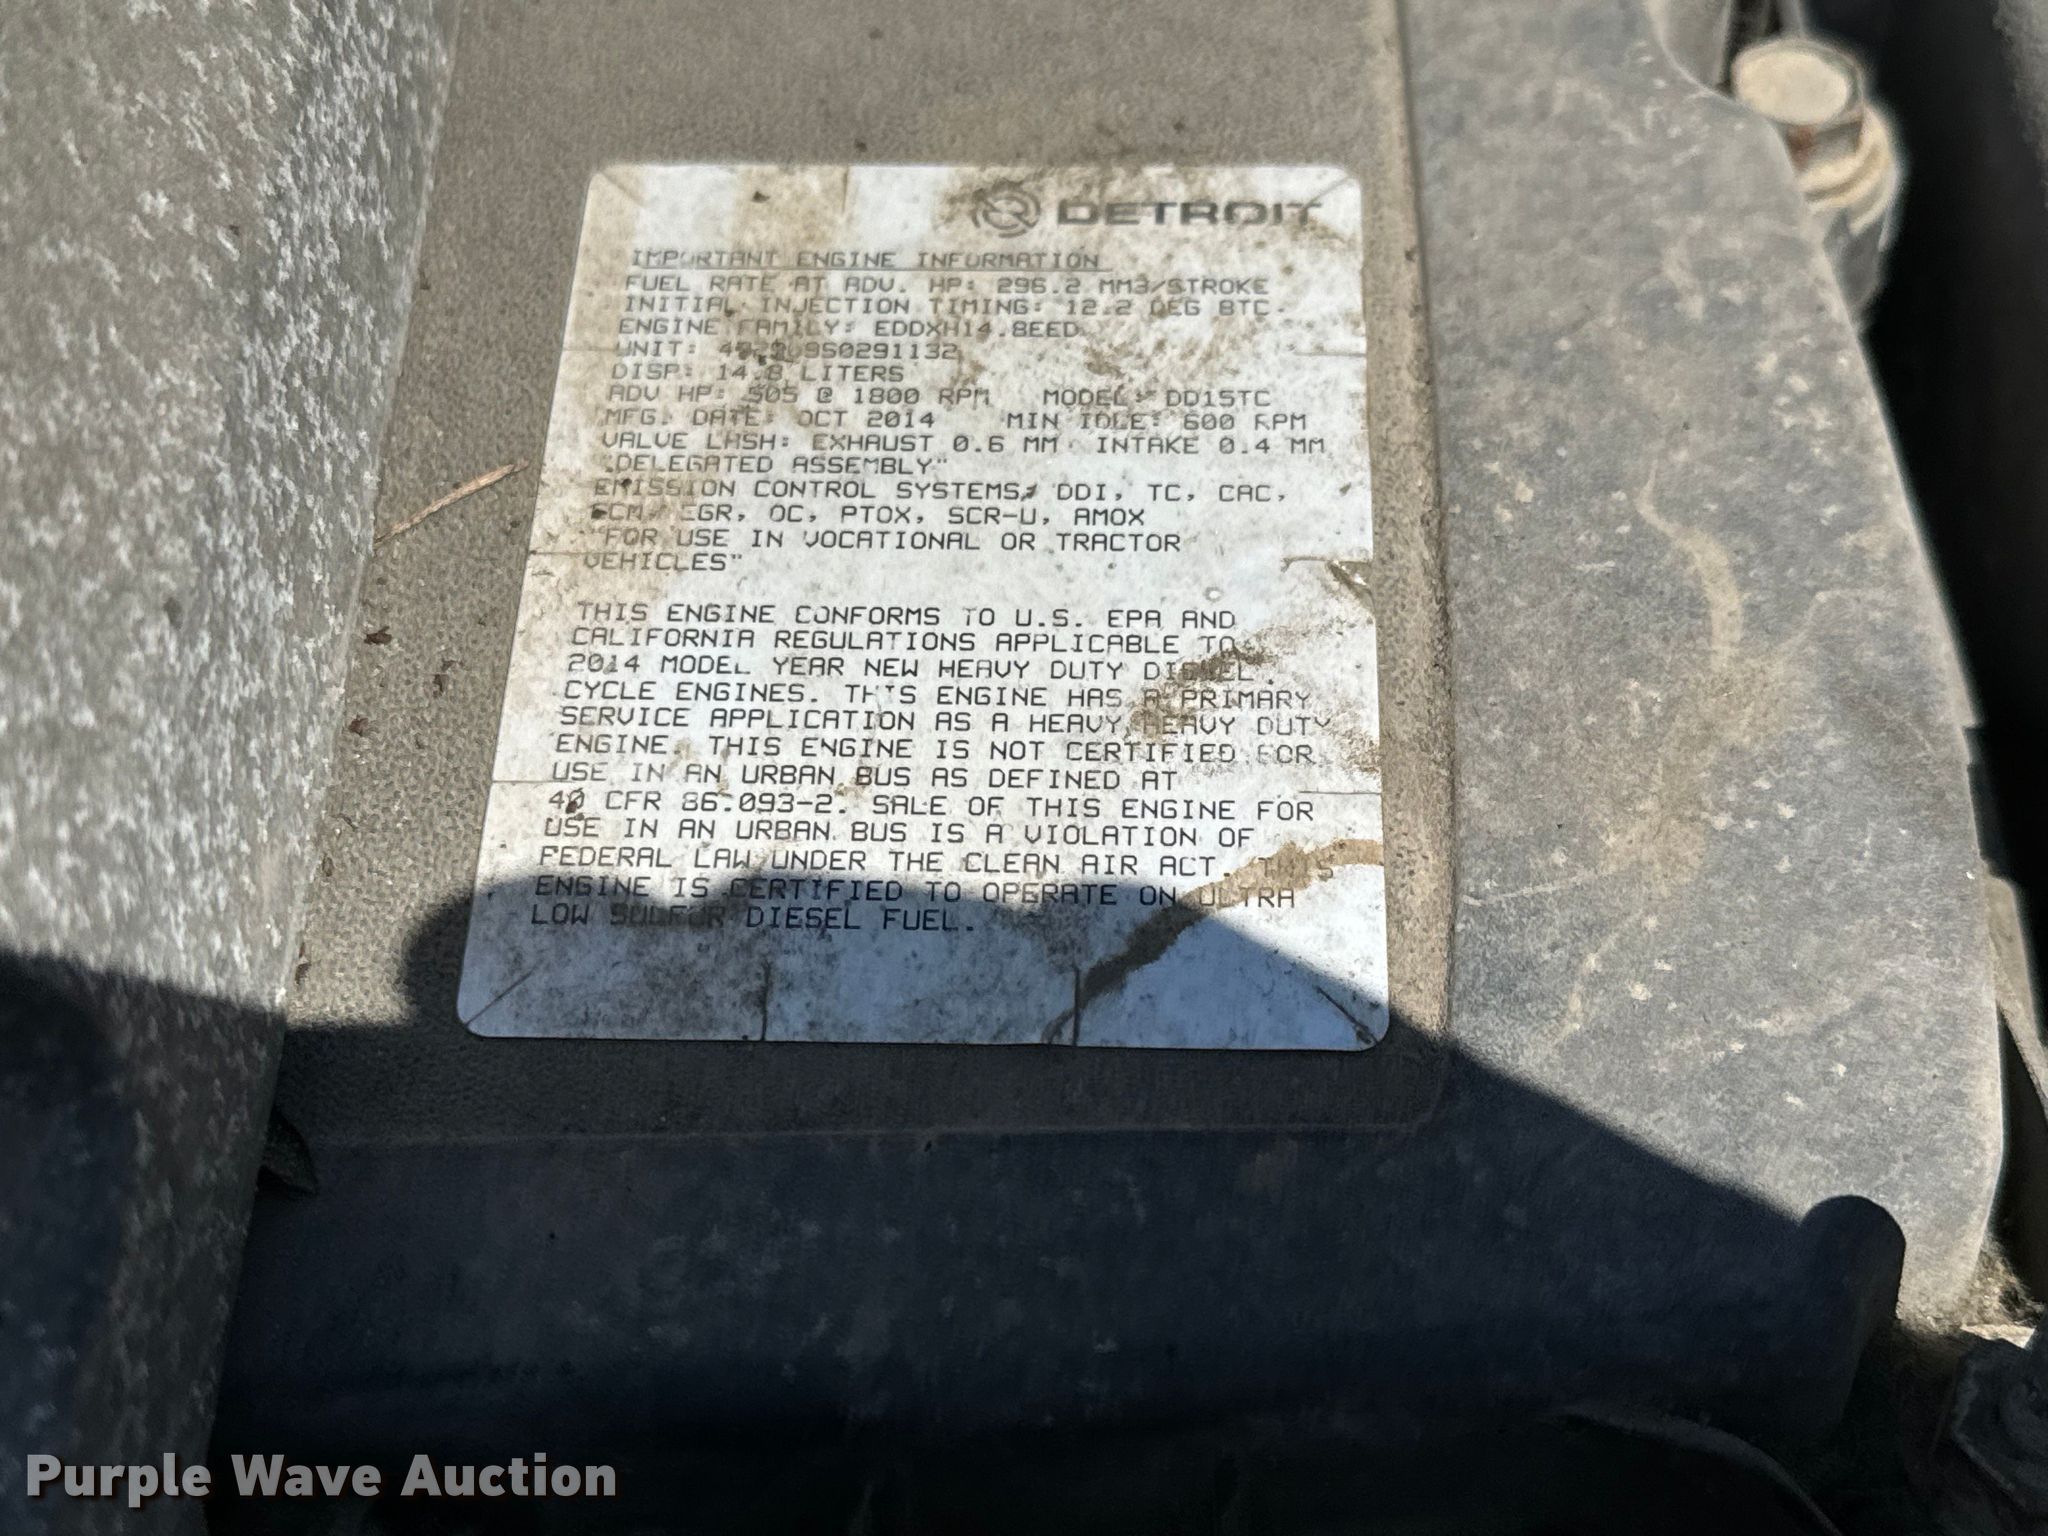 DETROIT
IMPORTANT ENGINE INFORMATION
FUEL RATE AT ADV. HP: 296.2 MM3/STROKE
INITIAL INJECTION TIMING: 12.2 DEG BTC.
ENGINE FAMILY: EDDXH14.8EED
UNIT:
DISP: 14.8 LITERS
ADV HP: 505 @ 1800 RPM MODEL: DD15TC
MFG. DATE: OCT 2014 MIN IDLE: 600 RPM
VALVE LASH: EXHAUST 0.6 MM INTAKE 0.4 MM
"DELEGATED ASSEMBLY"
EMISSION CONTROL SYSTEMS, DDI, TC, CAC,
ECM, EGR, OC, PTOX, SCR-U, AMOX
"FOR USE IN VOCATIONAL OR TRACTOR
VEHICLES"
THIS ENGINE CONFORMS TO U.S. EPA AND
CALIFORNIA REGULATIONS APPLICABLE TO
2014 MODEL YEAR NEW HEAVY DUTY DIESEL
CYCLE ENGINES. THIS ENGINE HAS A PRIMARY
SERVICE APPLICATION AS A HEAVY HEAVY DUTY
ENGINE. THIS ENGINE IS NOT CERTIFIED FOR
USE IN AN URBAN BUS AS DEFINED AT
40 CFR 86.093-2. SALE OF THIS ENGINE FOR
USE IN AN URBAN BUS IS A VIOLATION OF
FEDERAL LAW UNDER THE CLEAN AIR ACT. THIS
ENGINE IS CERTIFIED TO OPERATE ON ULTRA
LOW SULFUR DIESEL FUEL.
Purple Wave Auction